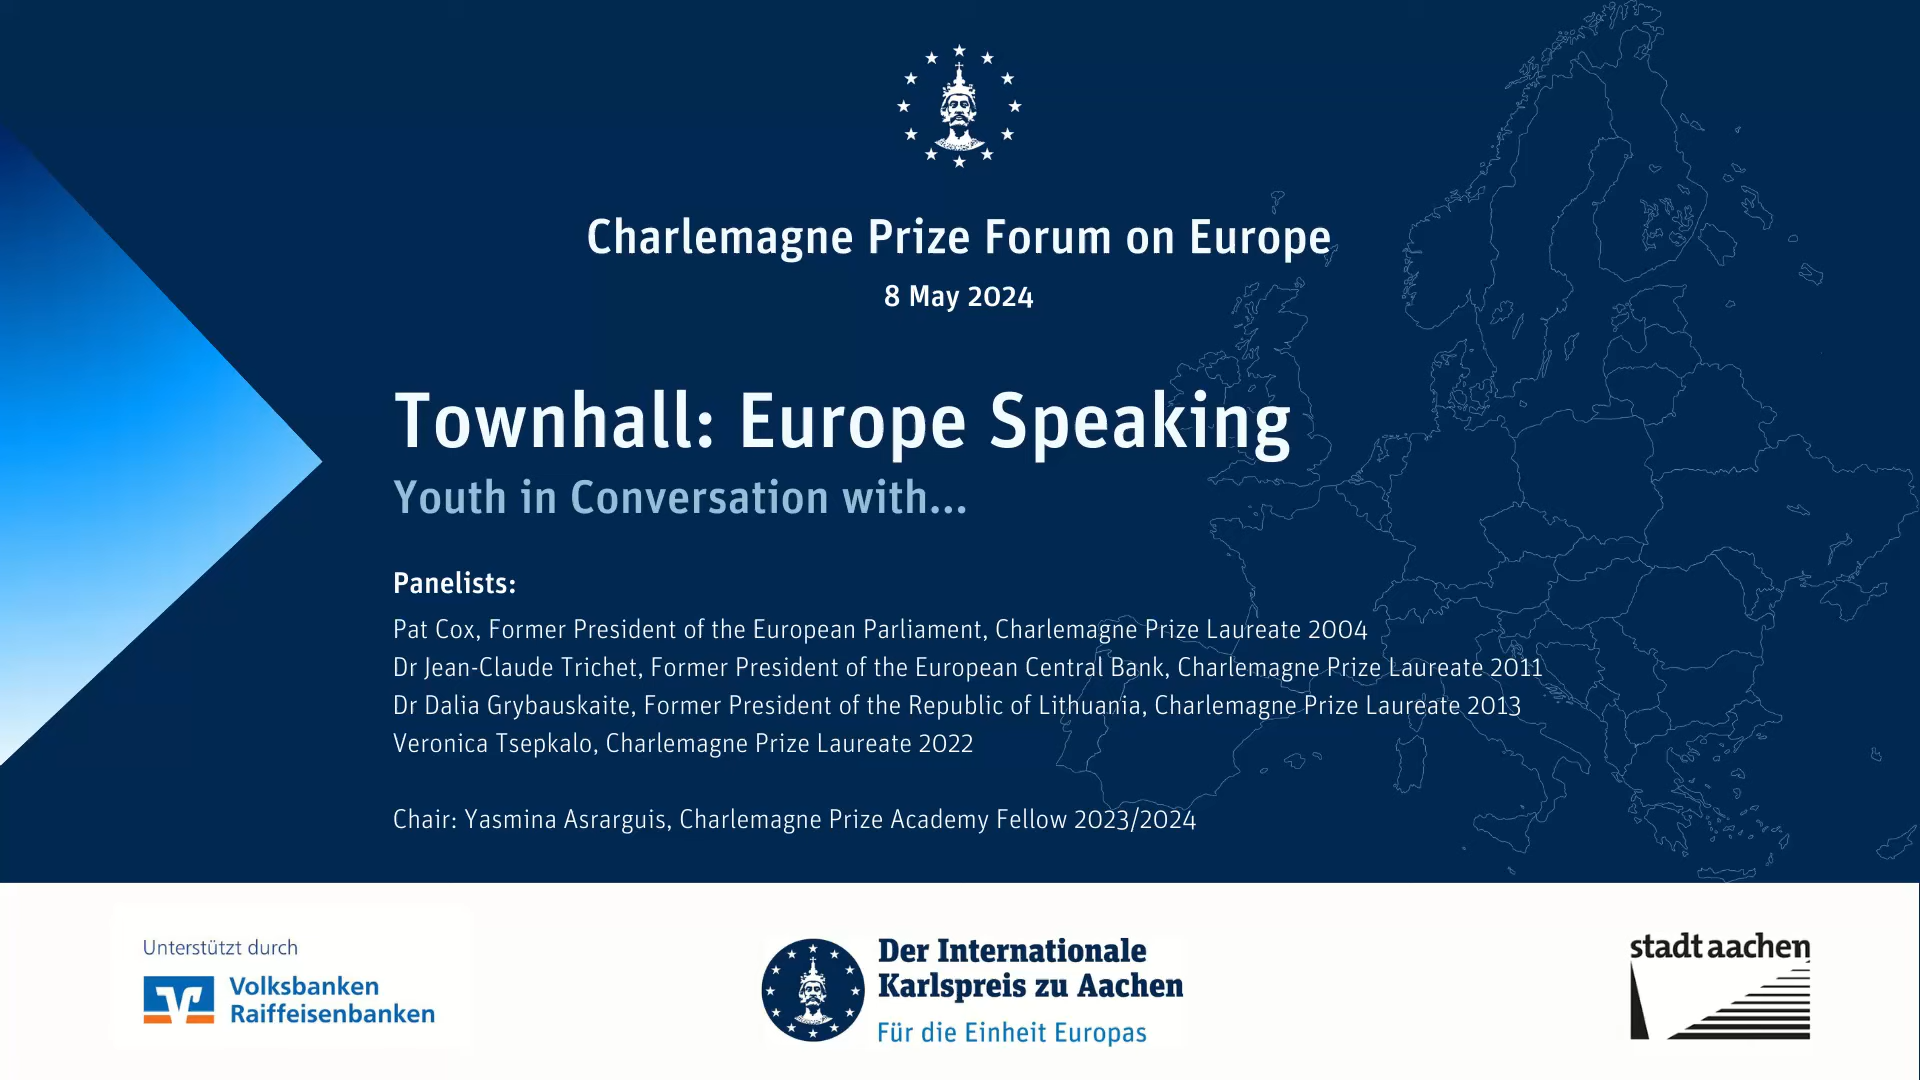 Charlemagne Prize Forum on Europe
8 May 2024
Townhall: Europe Speaking
Youth in Conversation with...
Panelists:
Pat Cox, Former President of the European Parliament, Charlemagne Prize Laureate 2004
Dr Jean-Claude Trichet, Former President of the European Central Bank, Charlemagne Prize Laureate 2011
Dr Dalia Grybauskaite, Former President of the Republic of Lithuania, Charlemagne Prize Laureate 2013
Veronica Tsepkalo, Charlemagne Prize Laureate 2022
Chair: Yasmina Asrarguis, Charlemagne Prize Academy Fellow 2023/2024
Unterstützt durch
Volksbanken
Raiffeisenbanken
Der Internationale
Karlspreis zu Aachen
Für die Einheit Europas
stadt aachen